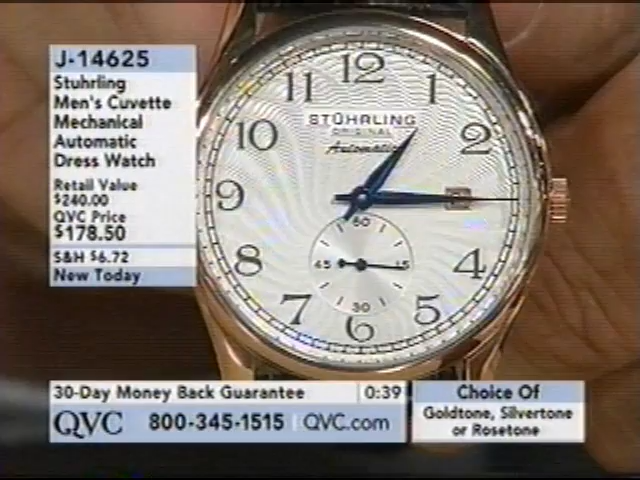 J-14625
Stuhrling
Men's Cuvette
Mechanical
Automatic
Dress Watch
Retail Value
$240.00
QVC Price
$178.50
S&H $6.72
New Today
12
11 1
STÜHRLING
ORIGINAL
Automatic
10 2
9
60
45 15
8 4
30
7 5
6
30-Day Money Back Guarantee 0:39
QVC 800-345-1515 QVC.com
Choice Of
Goldtone, Silvertone
or Rosetone